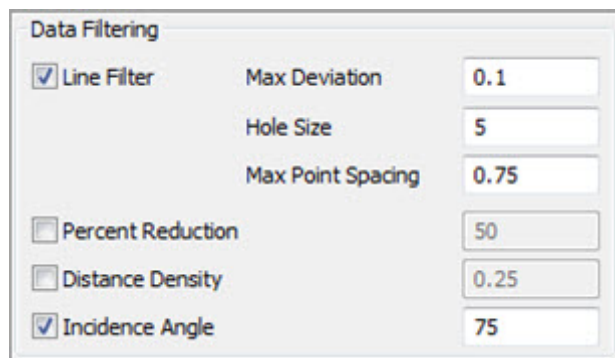 Data Filtering
Line Filter Max Deviation 0.1
Hole Size 5
Max Point Spacing 0.75
Percent Reduction 50
Distance Density 0.25
Incidence Angle 75